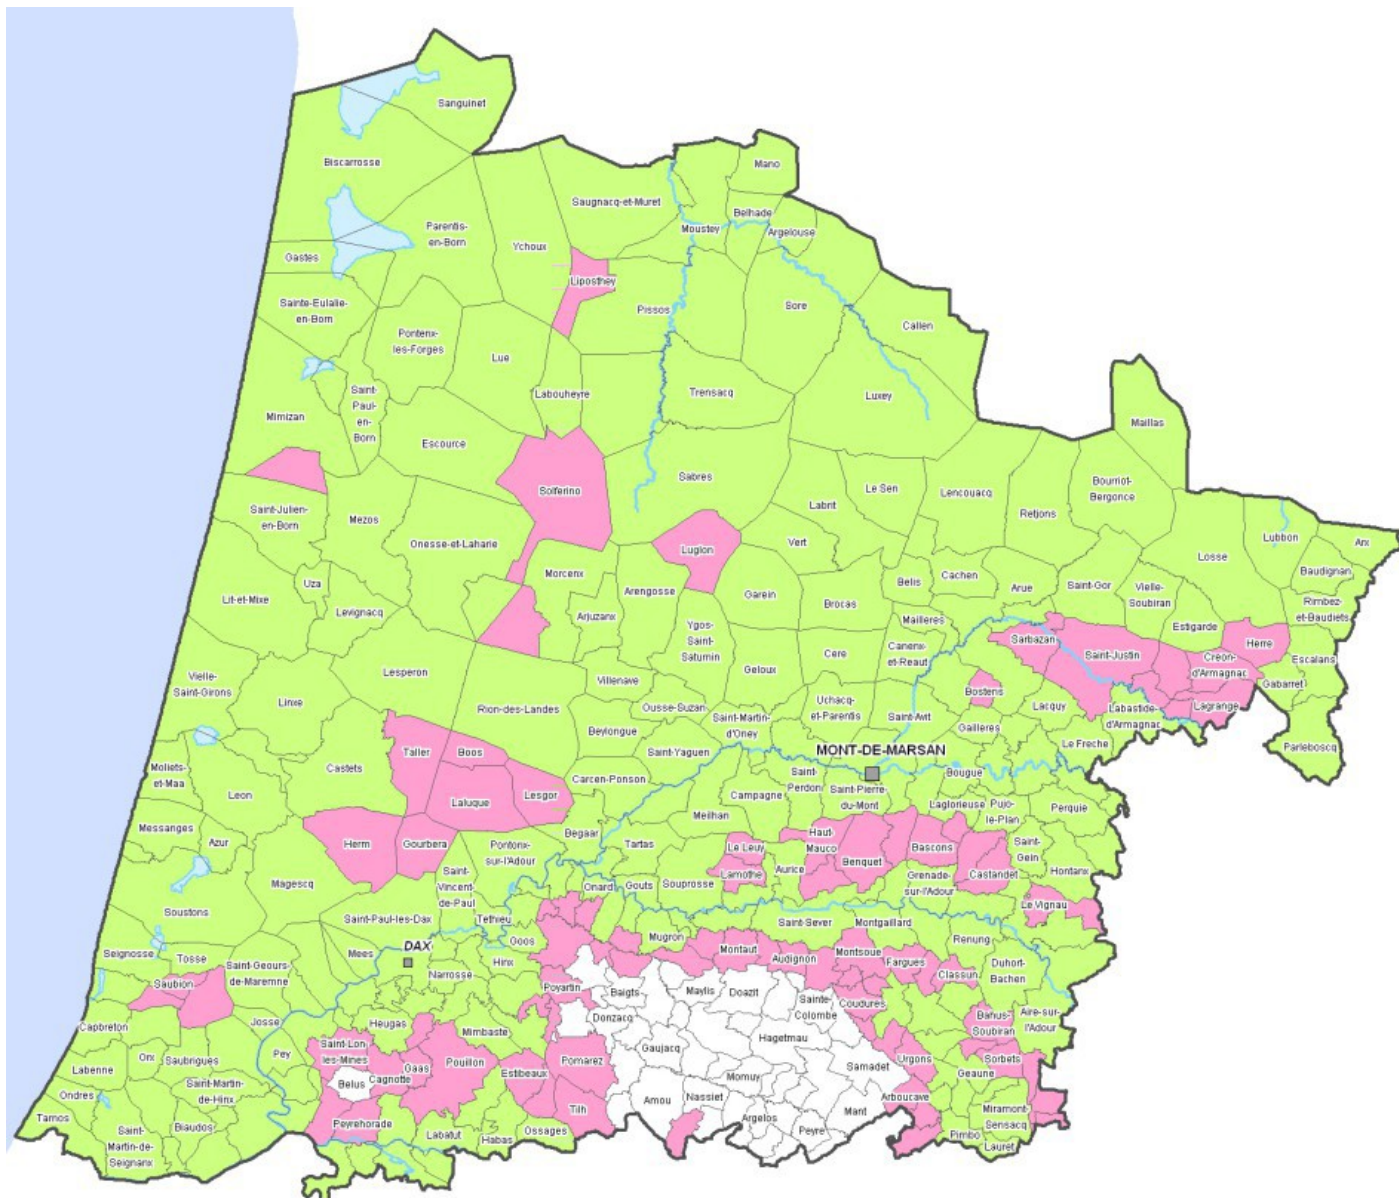 Sanguinet
Biscarrosse
Mano
Saugnacq-et-Muret
Belhade
Moustey
Argelouse
Parentis-
en-Born
Ychoux
Gastes
Liposthey
Sainte-Eulalie-
en-Born
Pissos
Sore
Callen
Pontenx-
les-Forges
Lue
Labouheyre
Trensacq
Luxey
Saint-
Paul-
en-
Born
Mimizan
Maillas
Escource
Solferino
Sabres
Le Sen
Lencouacq
Bourriot-
Bergonce
Labrit
Retjons
Saint-Julien-
en-Born
Mezos
Onesse-et-Laharie
Luglon
Vert
Lubbon
Arx
Losse
Baudignan
Morcenx
Belis
Cachen
Arue
Saint-Gor
Vielle-
Soubiran
Uza
Lit-et-Mixe
Levignacq
Arengosse
Garein
Brocas
Rimbez-
et-Baudiets
Arjuzanx
Mailleres
Estigarde
Ygos-
Saint-
Saturnin
Sarbazan
Herre
Canenx-
et-Reaut
Cere
Saint-Justin
Creon-
d'Armagnac
Escalans
Lesperon
Geloux
Vielle-
Saint-Girons
Villenave
Gabarret
Bostens
Linxe
Rion-des-Landes
Ousse-Suzan
Uchacq-
et-Parentis
Lacquy
Labastide-
d'Armagnac
Lagrange
Saint-Martin-
d'Oney
Saint-Avit
Gailleres
Beylongue
Le Freche
Parleboscq
Taller
Boos
Saint-Yaguen
MONT-DE-MARSAN
Castets
Moliets-
et-Maa
Carcen-Ponson
Saint-
Perdon
Bougue
Leon
Laluque
Lesgor
Campagne
Saint-Pierre-
du-Mont
Laglorieuse
Pujo-
le-Plan
Perquie
Meilhan
Messanges
Azur
Herm
Gourbera
Pontonx-
sur-l'Adour
Begaar
Tartas
Le Leuy
Haut-
Mauco
Bascons
Saint-
Gein
Benquet
Lamothe
Aurice
Castandet
Hontanx
Saint-
Vincent-
de-Paul
Magescq
Onard
Gouts
Souprosse
Grenade-
sur-l'Adour
Le Vignau
Soustons
Saint-Paul-les-Dax
Tethieu
Saint-Sever
Montgaillard
DAX
Goos
Mugron
Renung
Seignosse
Tosse
Mees
Hinx
Montaut
Audignon
Montsoue
Fargues
Classun
Duhort-
Bachen
Saint-Geours-
de-Maremne
Narrosse
Saubion
Poyartin
Baigts
Maylis
Doazit
Sainte-
Colombe
Coudures
Capbreton
Josse
Heugas
Mimbaste
Donzacq
Banus-
Soubiran
Aire-sur-
l'Adour
Hagetmau
Saint-Lon-
les-Mines
Gaujacq
Orx
Saubrigues
Pey
Gaas
Pouillon
Estibeaux
Pomarez
Urgons
Sorbets
Labenne
Samadet
Geaune
Belus
Cagnotte
Momuy
Saint-Martin-
de-Hinx
Ondres
Amou
Nassiet
Arboucave
Tilh
Mant
Miramont-
Sensacq
Tarnos
Biaudos
Peyrehorade
Argelos
Saint-
Martin-de-
Seignanx
Labatut
Habas
Ossages
Peyre
Pimbo
Lauret